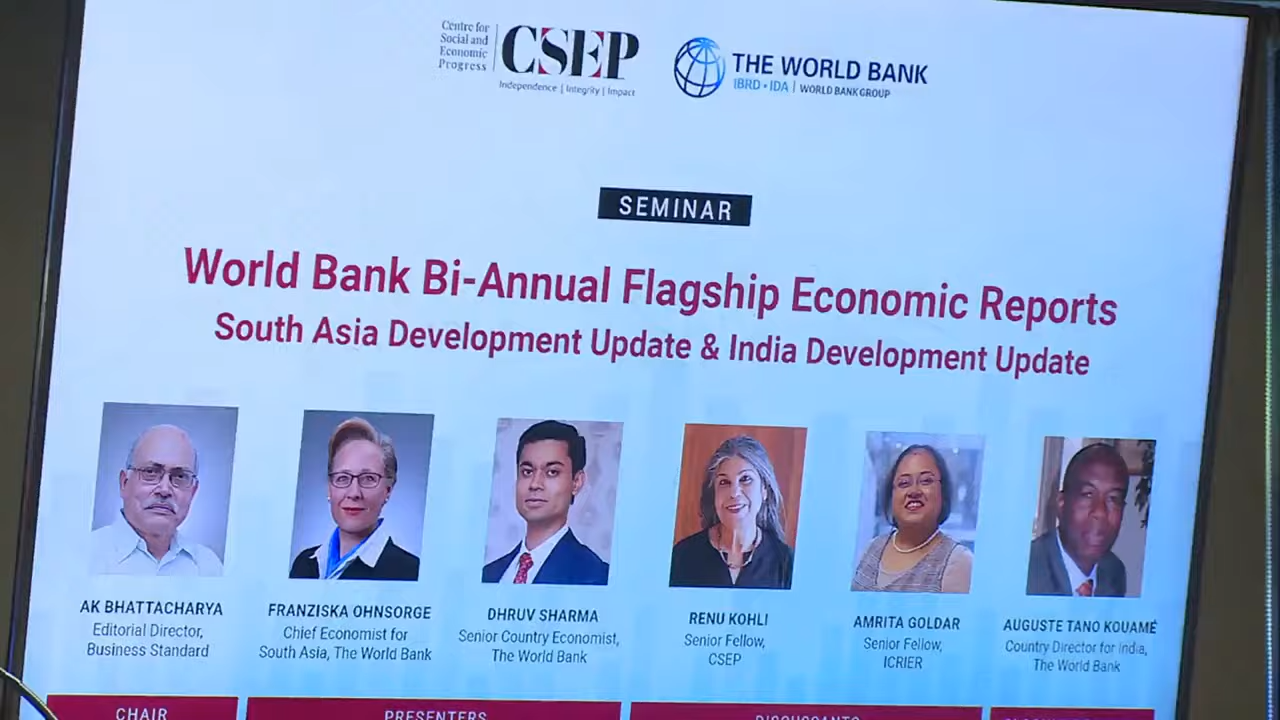 Centre for
Social and
Economic
Progress
CSEP
Independence | Integrity | Impact
THE WORLD BANK
IBRD • IDA | WORLD BANK GROUP
SEMINAR
World Bank Bi-Annual Flagship Economic Reports
South Asia Development Update & India Development Update
AK BHATTACHARYA
Editorial Director,
Business Standard
FRANZISKA OHNSORGE
Chief Economist for
South Asia, The World Bank
DHRUV SHARMA
Senior Country Economist,
The World Bank
RENU KOHLI
Senior Fellow,
CSEP
AMRITA GOLDAR
Senior Fellow,
ICRIER
AUGUSTE TANO KOUAMÉ
Country Director for India,
The World Bank
CHAIR
PRESENTERS
DISCUSSANTS